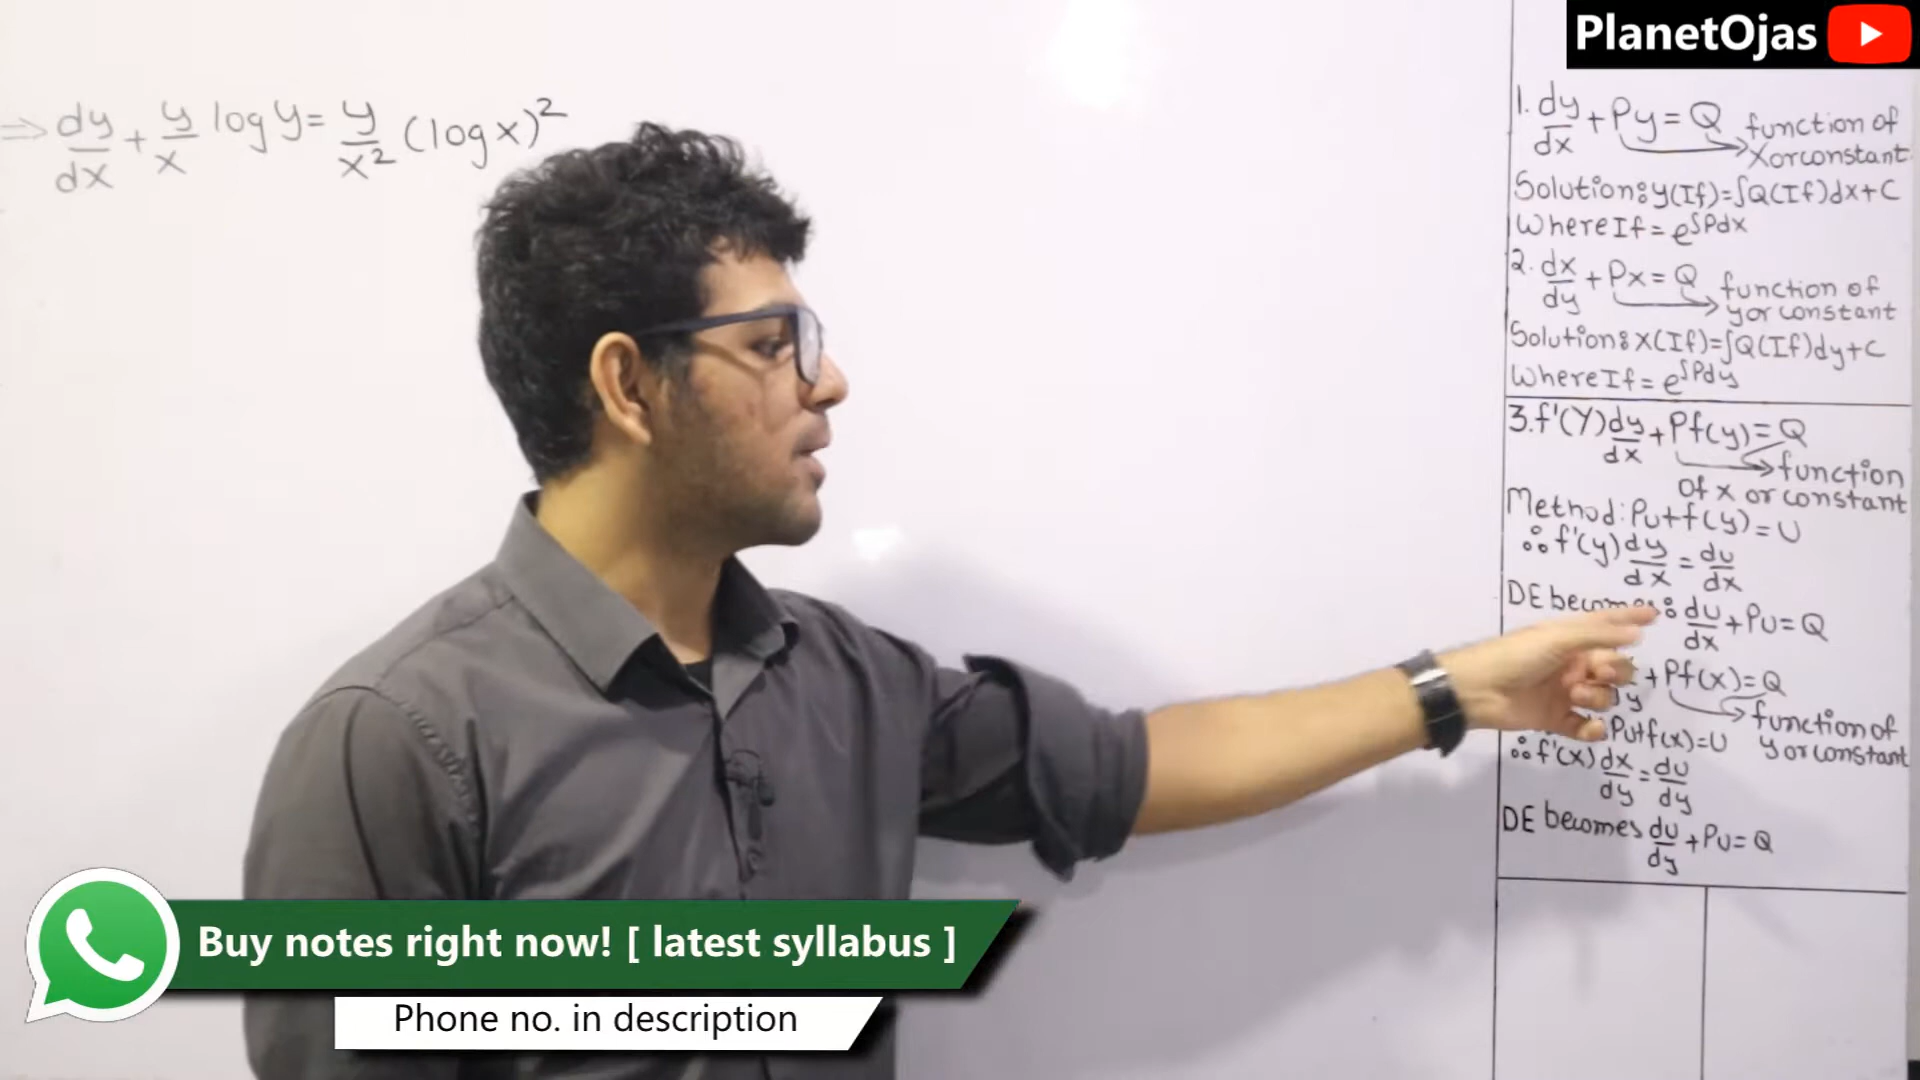 PlanetOjas
⇒ dy/dx + y/x log y = y/x² (log x)²
1. dy/dx + Py = Q → function of
x or constant
Solution: y(If) = ∫Q(If)dx + C
Where If = e^∫Pdx
2. dx/dy + Px = Q → function of
y or constant
Solution: x(If) = ∫Q(If)dy + C
Where If = e^∫Pdy
3. f'(Y) dy/dx + Pf(y) = Q
→ function
of x or constant
Method: Put f(y) = U
∴ f'(y) dy/dx = du/dx
DE becomes: du/dx + PU = Q
+ Pf(x) = Q
→ function of
y or constant
Put f(x) = U
∴ f'(x) dx/dy = du/dy
DE becomes du/dy + PU = Q
Buy notes right now! [ latest syllabus ]
Phone no. in description